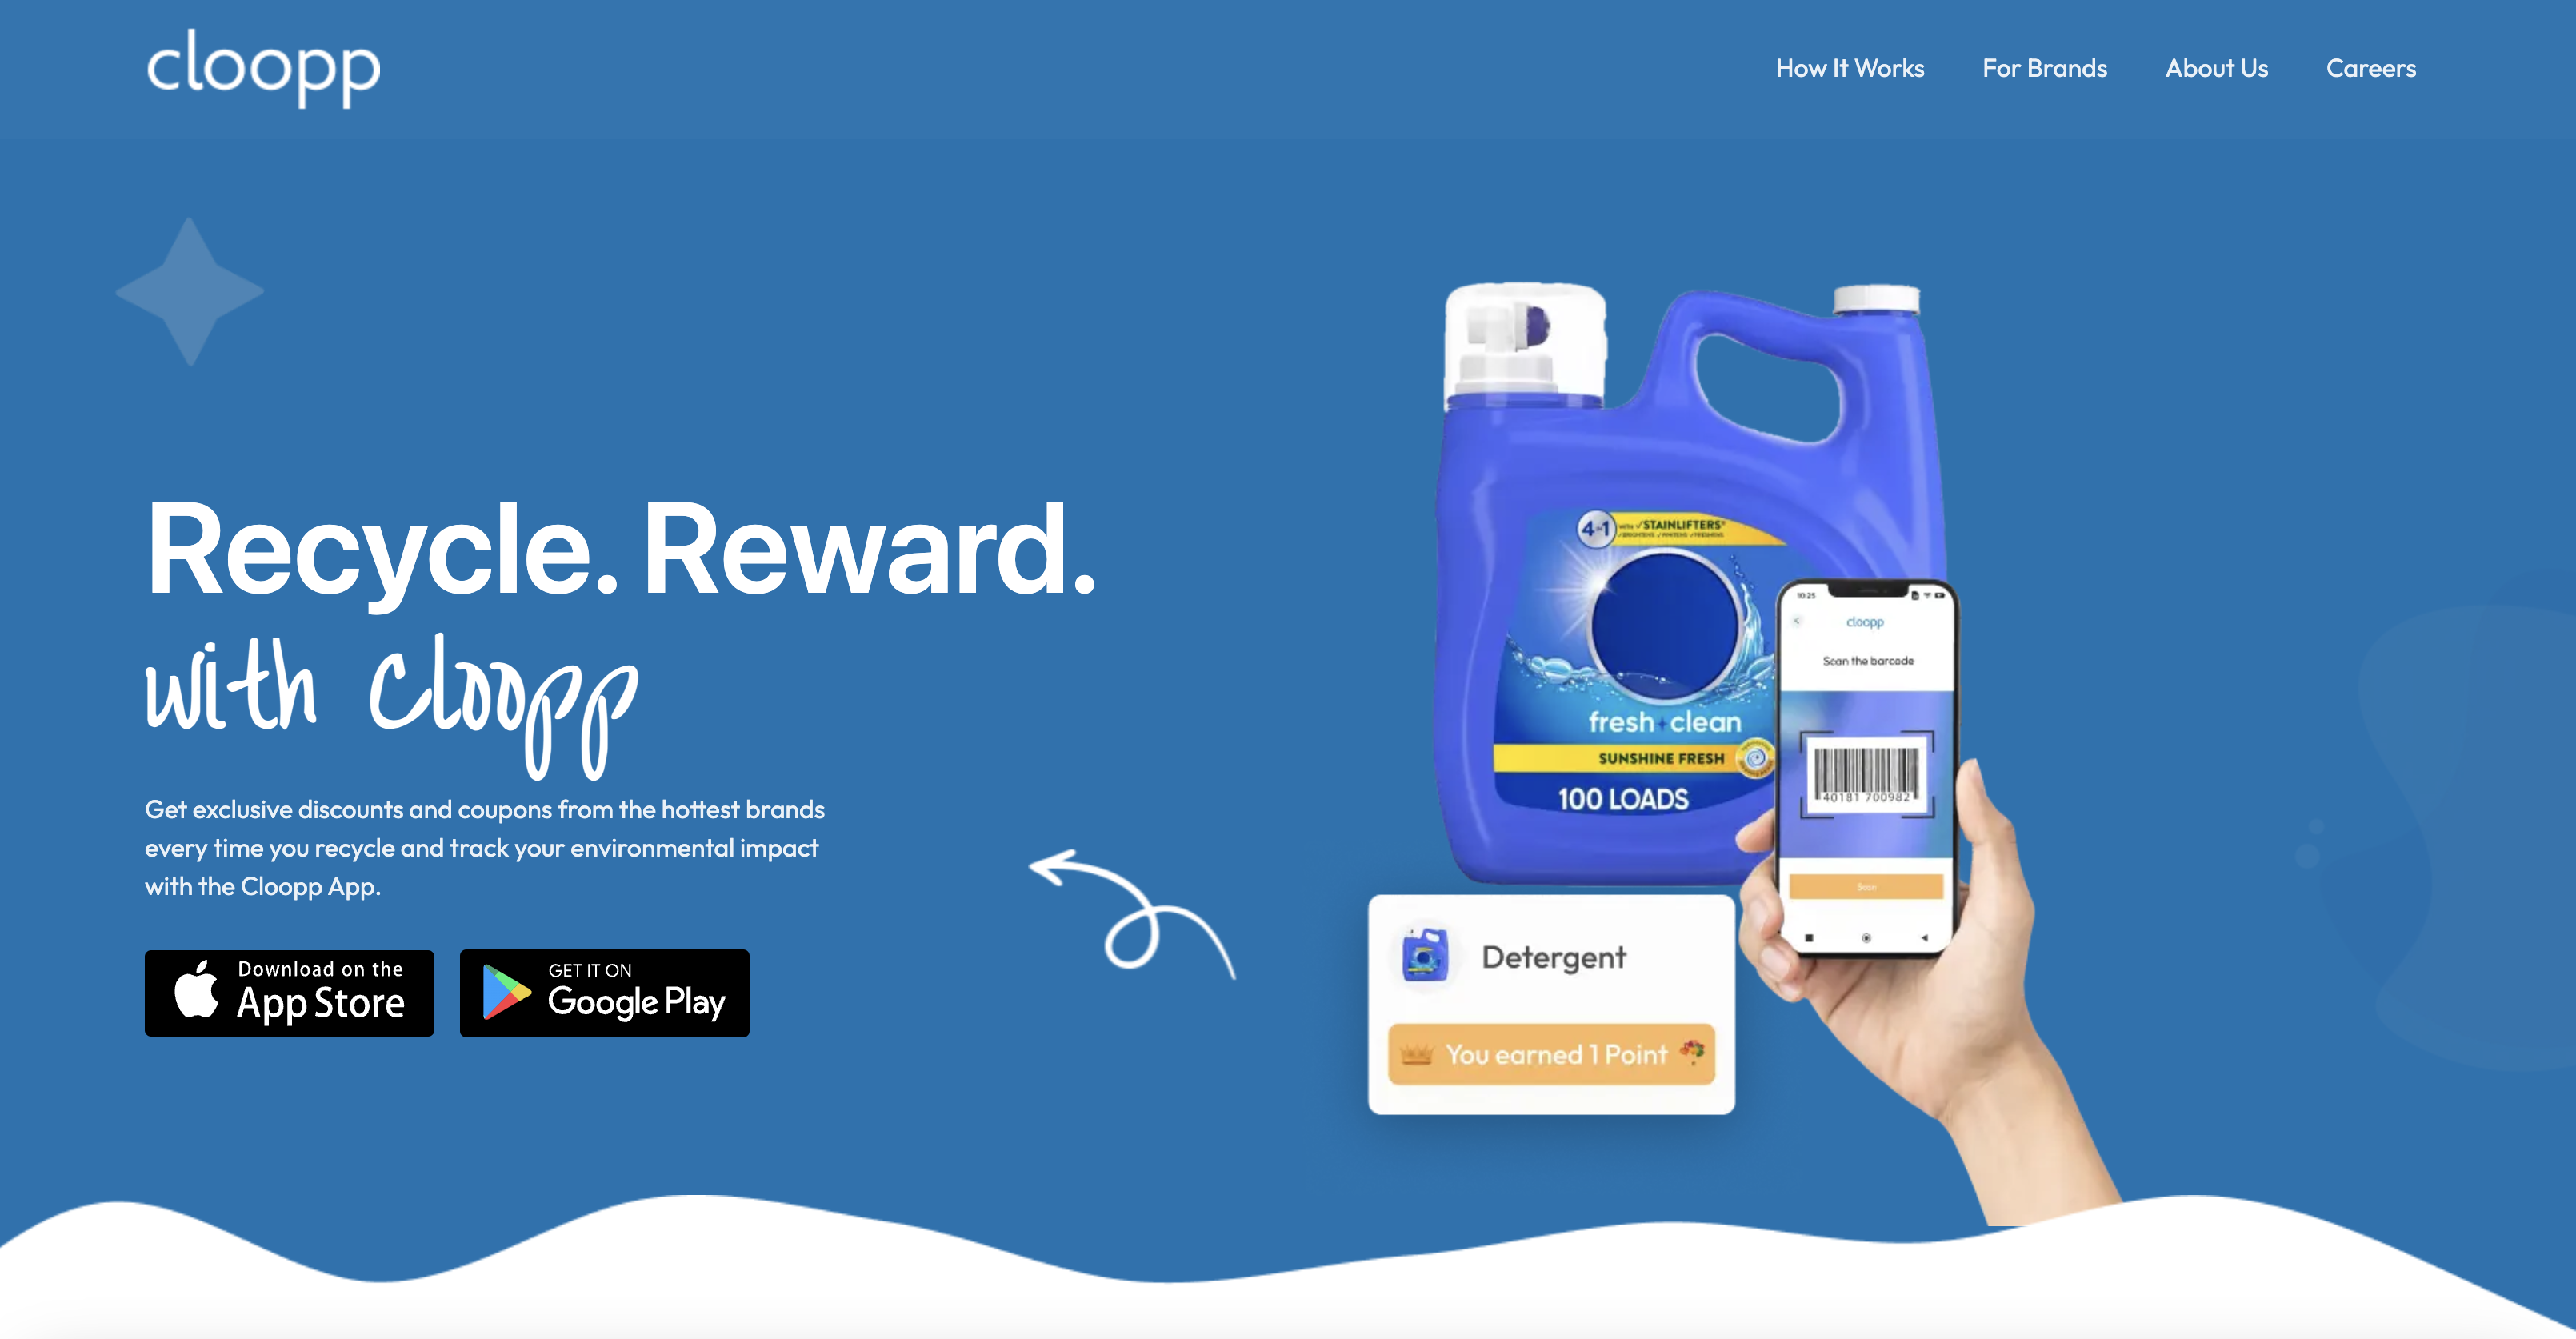 cloopp
How It Works
For Brands
About Us
Careers
Recycle. Reward.
with cloopp
Get exclusive discounts and coupons from the hottest brands
every time you recycle and track your environmental impact
with the Cloopp App.
Download on the
App Store
GET IT ON
Google Play
4 in 1
WITH ✓STAINLIFTERS
✓BRIGHTENS ✓WHITENS ✓FRESHENS
fresh+clean
SUNSHINE FRESH
100 LOADS
10:25
cloopp
Scan the barcode
40181 700982
Scan
Detergent
You earned 1 Point